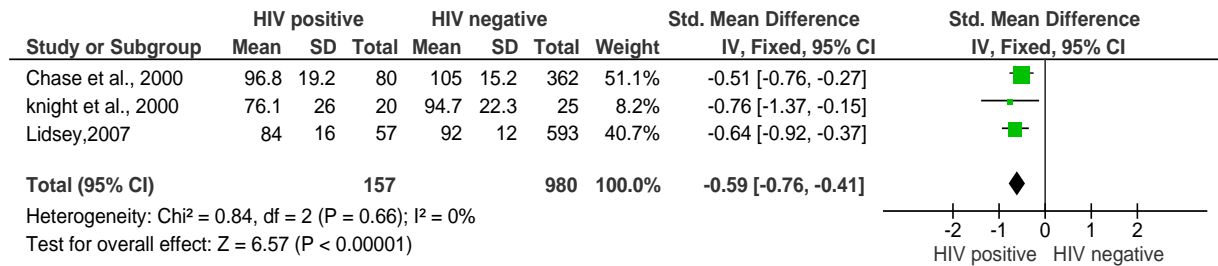 HIV positive HIV negative Std. Mean Difference Std. Mean Difference
Study or Subgroup Mean SD Total Mean SD Total Weight IV, Fixed, 95% CI IV, Fixed, 95% CI
Chase et al., 2000 96.8 19.2 80 105 15.2 362 51.1% -0.51 [-0.76, -0.27]
knight et al., 2000 76.1 26 20 94.7 22.3 25 8.2% -0.76 [-1.37, -0.15]
Lidsey,2007 84 16 57 92 12 593 40.7% -0.64 [-0.92, -0.37]
Total (95% CI) 157 980 100.0% -0.59 [-0.76, -0.41]
Heterogeneity: Chi² = 0.84, df = 2 (P = 0.66); I² = 0%
Test for overall effect: Z = 6.57 (P < 0.00001)
-2 -1 0 1 2
HIV positive HIV negative